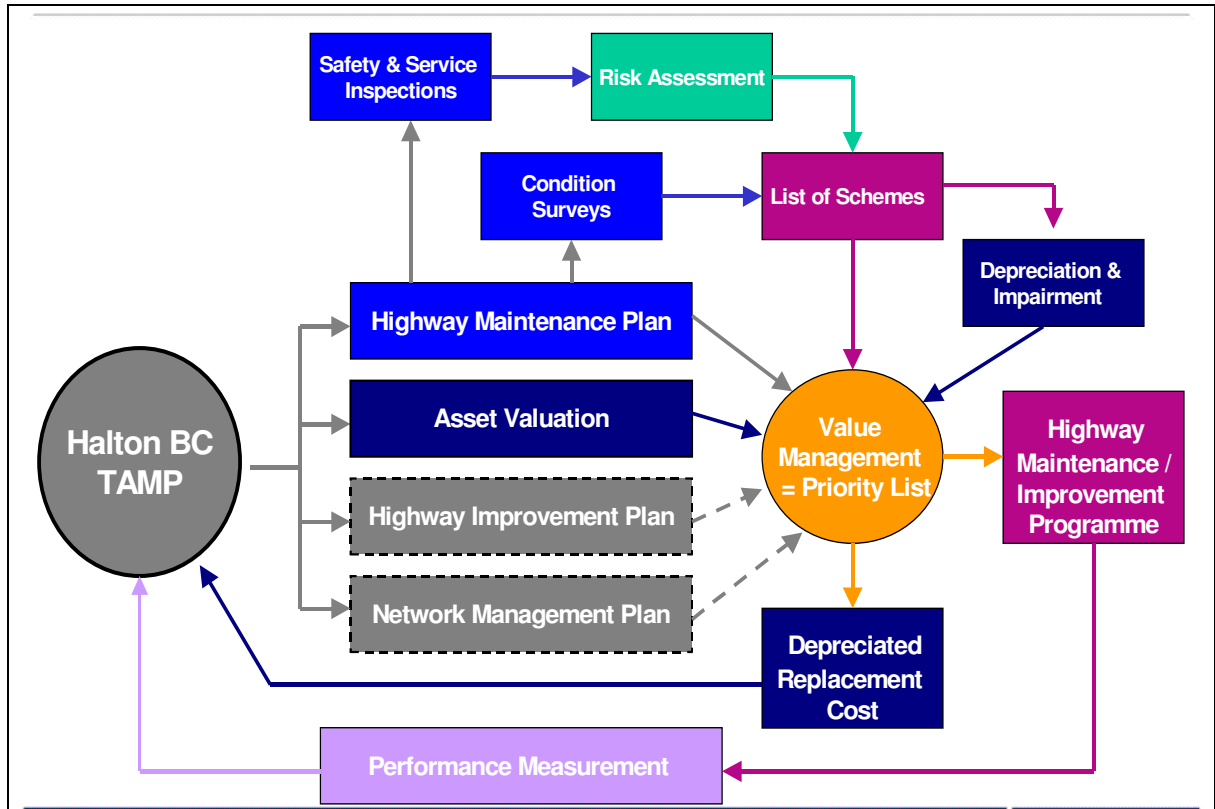 Safety & Service
Inspections
Risk Assessment
Condition
Surveys
List of Schemes
Depreciation &
Impairment
Highway Maintenance Plan
Asset Valuation
Halton BC
TAMP
Value
Management
= Priority List
Highway
Maintenance /
Improvement
Programme
Highway Improvement Plan
Network Management Plan
Depreciated
Replacement
Cost
Performance Measurement